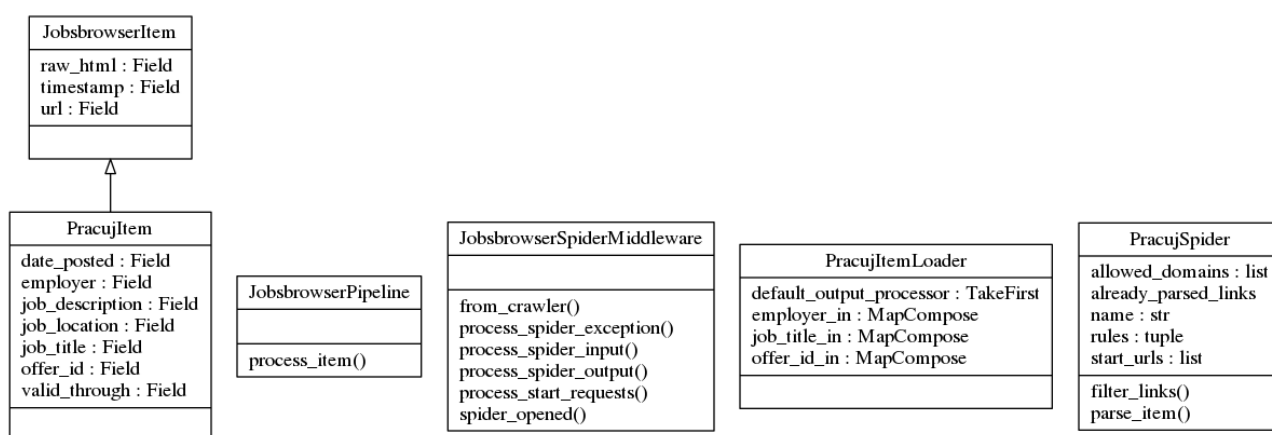 JobsbrowserItem
raw_html : Field
timestamp : Field
url : Field
PracujItem
date_posted : Field
employer : Field
job_description : Field
job_location : Field
job_title : Field
offer_id : Field
valid_through : Field
JobsbrowserPipeline
process_item()
JobsbrowserSpiderMiddleware
from_crawler()
process_spider_exception()
process_spider_input()
process_spider_output()
process_start_requests()
spider_opened()
PracujItemLoader
default_output_processor : TakeFirst
employer_in : MapCompose
job_title_in : MapCompose
offer_id_in : MapCompose
PracujSpider
allowed_domains : list
already_parsed_links
name : str
rules : tuple
start_urls : list
filter_links()
parse_item()